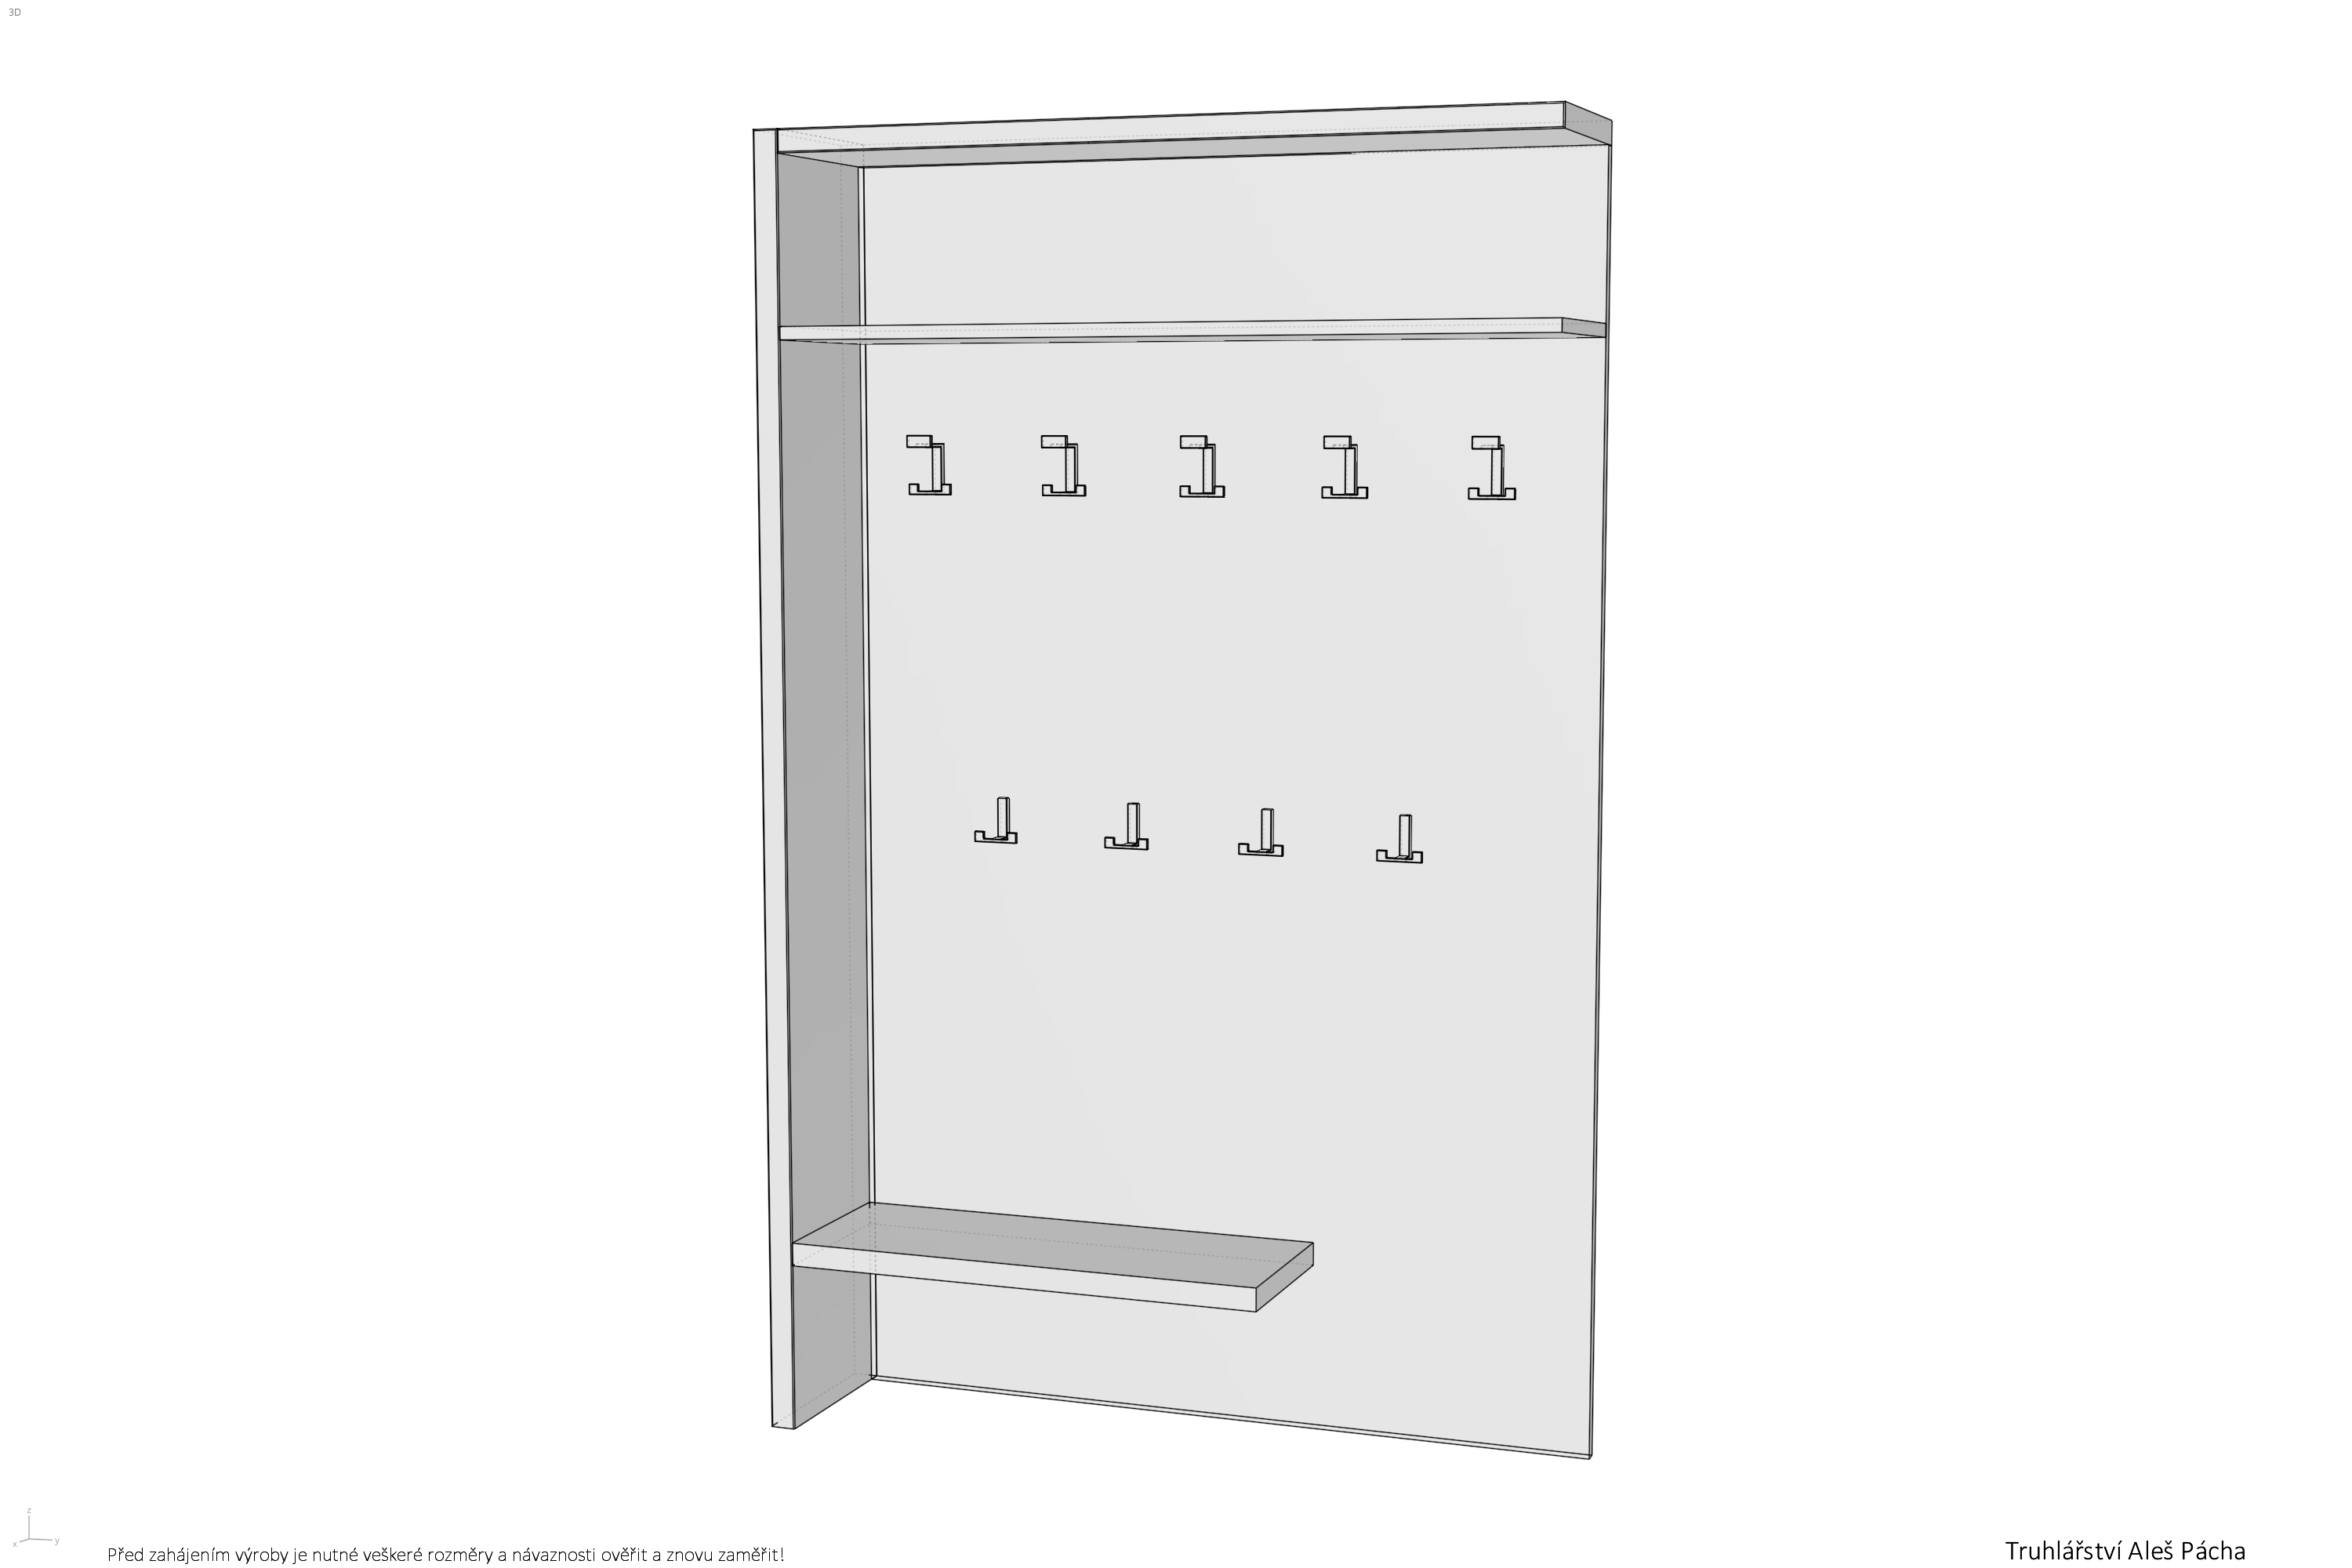 3D
z
x y
Před zahájením výroby je nutné veškeré rozměry a návaznosti ověřit a znovu zaměřit!
Truhlářství Aleš Pácha